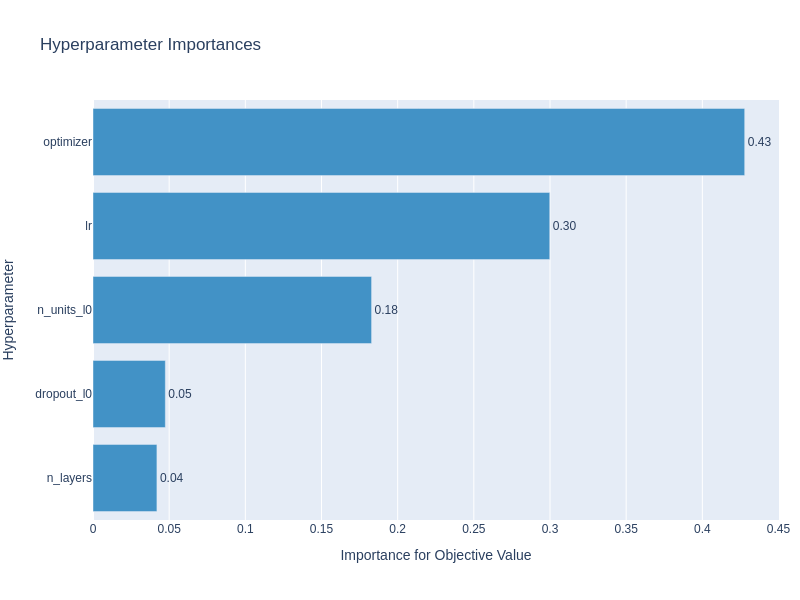 Hyperparameter Importances
Hyperparameter
optimizer
0.43
lr
0.30
n_units_l0
0.18
dropout_l0
0.05
n_layers
0.04
0 0.05 0.1 0.15 0.2 0.25 0.3 0.35 0.4 0.45
Importance for Objective Value